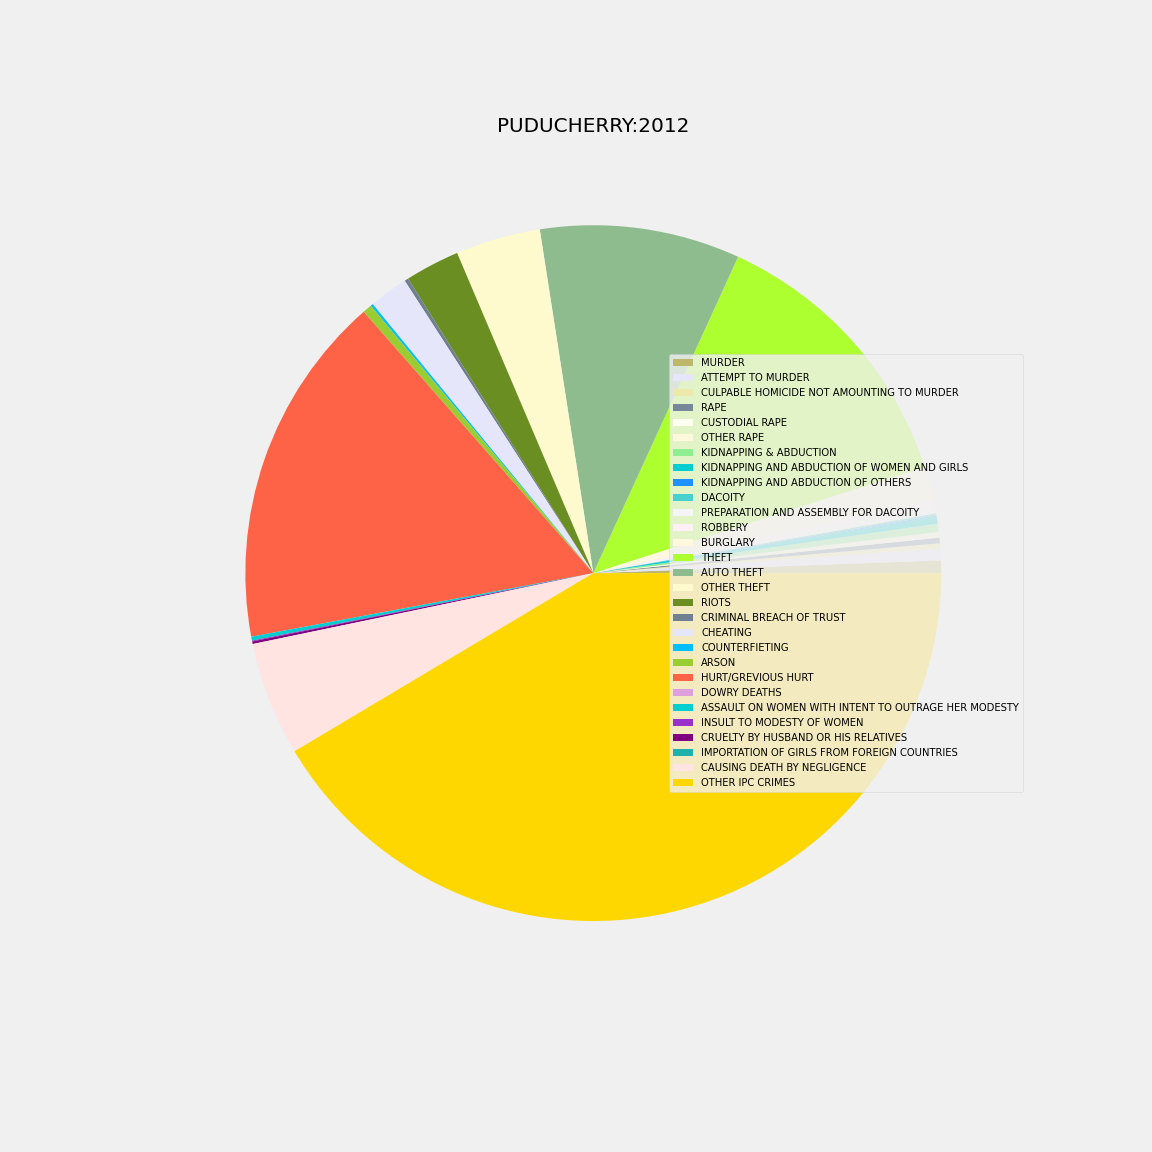 PUDUCHERRY:2012
MURDER
ATTEMPT TO MURDER
CULPABLE HOMICIDE NOT AMOUNTING TO MURDER
RAPE
CUSTODIAL RAPE
OTHER RAPE
KIDNAPPING & ABDUCTION
KIDNAPPING AND ABDUCTION OF WOMEN AND GIRLS
KIDNAPPING AND ABDUCTION OF OTHERS
DACOITY
PREPARATION AND ASSEMBLY FOR DACOITY
ROBBERY
BURGLARY
THEFT
AUTO THEFT
OTHER THEFT
RIOTS
CRIMINAL BREACH OF TRUST
CHEATING
COUNTERFIETING
ARSON
HURT/GREVIOUS HURT
DOWRY DEATHS
ASSAULT ON WOMEN WITH INTENT TO OUTRAGE HER MODESTY
INSULT TO MODESTY OF WOMEN
CRUELTY BY HUSBAND OR HIS RELATIVES
IMPORTATION OF GIRLS FROM FOREIGN COUNTRIES
CAUSING DEATH BY NEGLIGENCE
OTHER IPC CRIMES